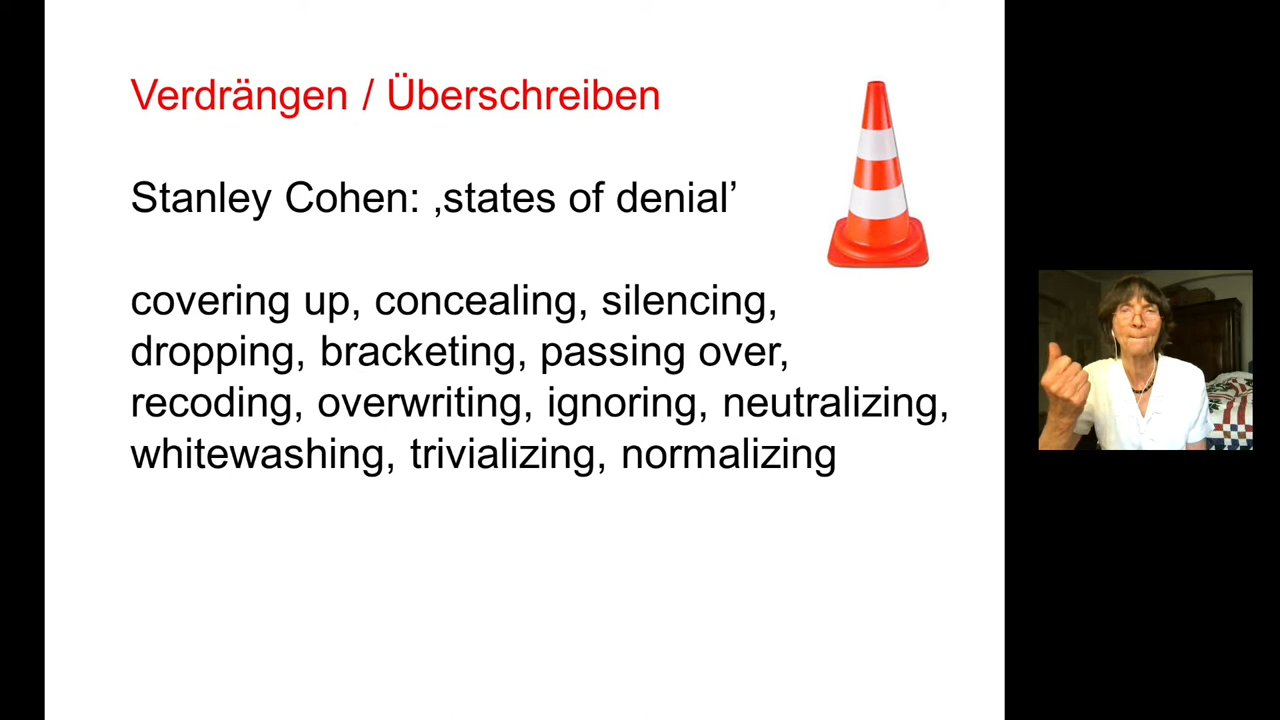 Verdrängen / Überschreiben
Stanley Cohen: ‚states of denial’
covering up, concealing, silencing,
dropping, bracketing, passing over,
recoding, overwriting, ignoring, neutralizing,
whitewashing, trivializing, normalizing